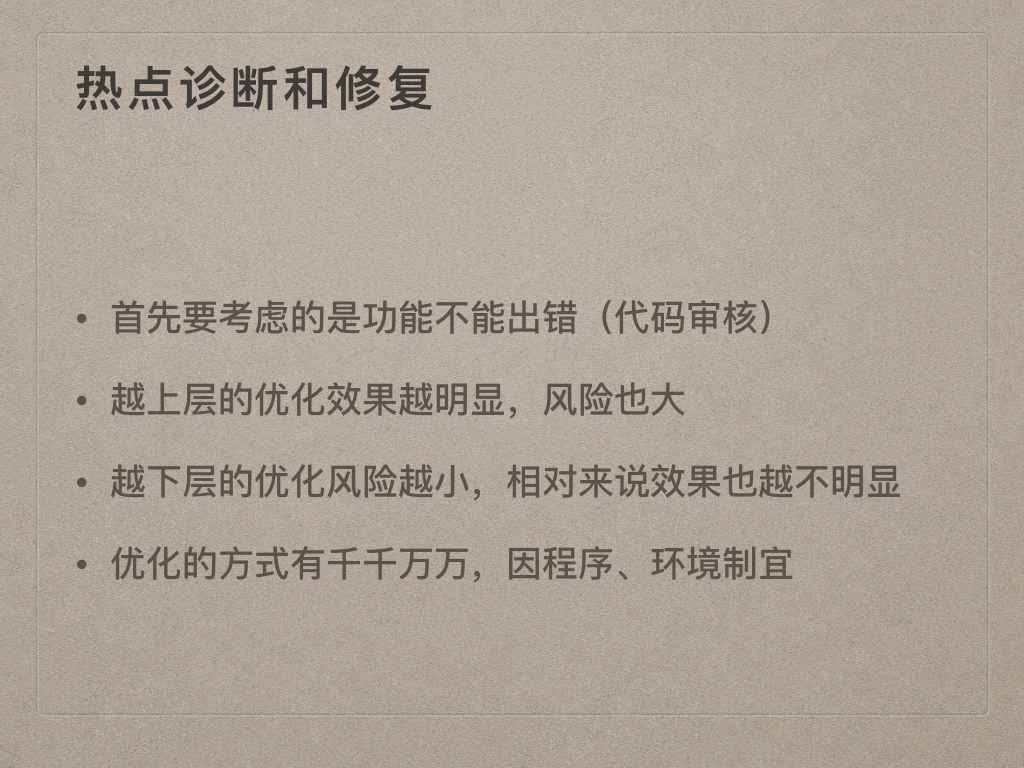 热点诊断和修复
• 首先要考虑的是功能不能出错（代码审核）
• 越上层的优化效果越明显，风险也大
• 越下层的优化风险越小，相对来说效果也越不明显
• 优化的方式有千千万万，因程序、环境制宜